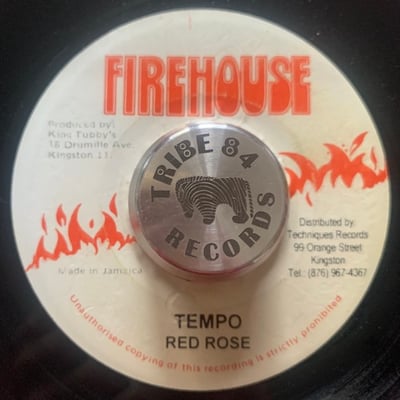 FIREHOUSE
Produced by:
King Tubby's
18 Drumille Ave.
Kingston 11.
TRIBE 84
RECORDS
Distributed by
Techniques Records
99 Orange Street
Kingston
Tel.: (876) 967-4367
Made in Jamaica
TEMPO
RED ROSE
Unauthorised copying of this recording is strictly prohibited